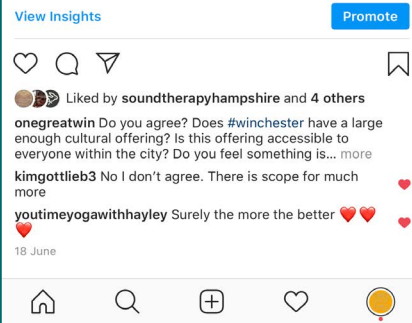 View Insights
Promote
Liked by soundtherapyhampshire and 4 others
onegreatwin Do you agree? Does #winchester have a large
enough cultural offering? Is this offering accessible to
everyone within the city? Do you feel something is... more
kimgottlieb3 No I don’t agree. There is scope for much
more
youtimeyogawithhayley Surely the more the better ❤️ ❤️
❤️
18 June